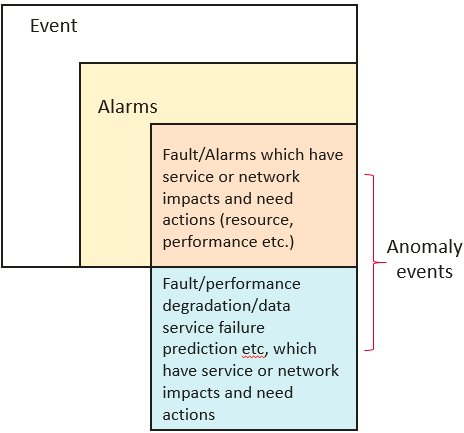 Event
Alarms
Fault/Alarms which have
service or network
impacts and need
actions (resource,
performance etc.)
Anomaly
events
Fault/performance
degradation/data
service failure
prediction etc, which
have service or network
impacts and need
actions